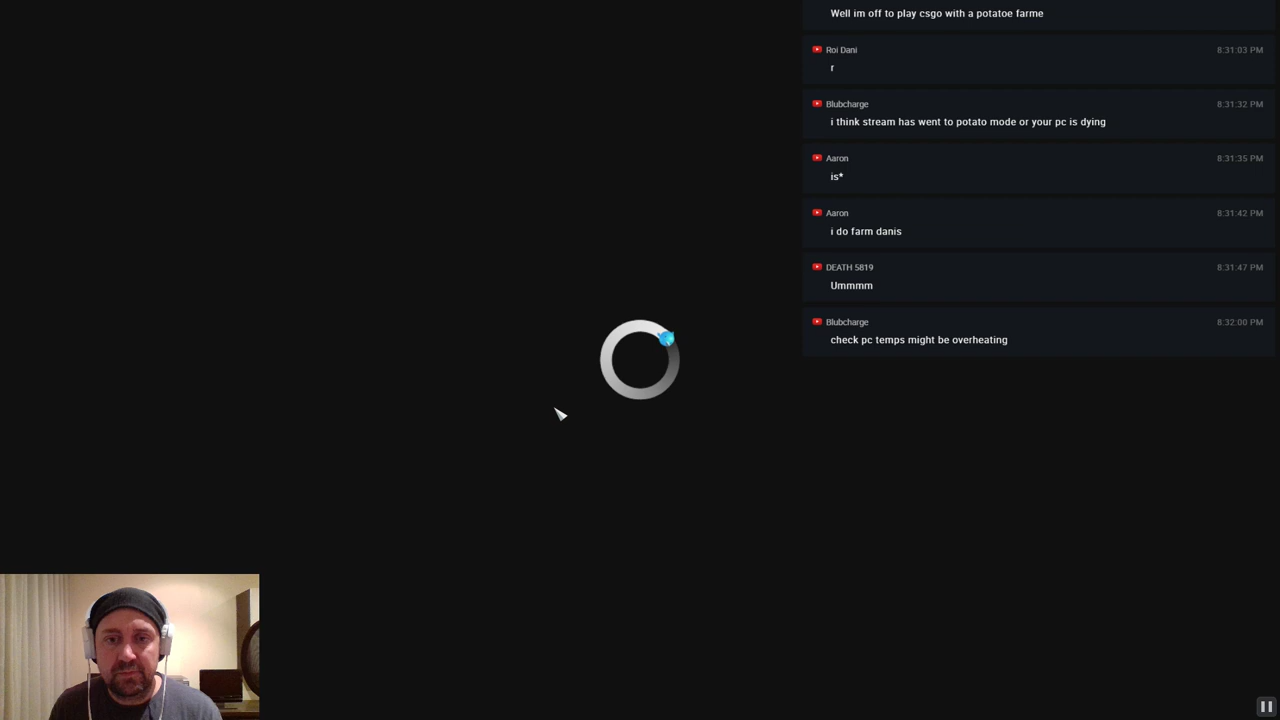 Well im off to play csgo with a potatoe farme
Roi Dani 8:31:03 PM
r
Blubcharge 8:31:32 PM
i think stream has went to potato mode or your pc is dying
Aaron 8:31:35 PM
is*
Aaron 8:31:42 PM
i do farm danis
DEATH 5819 8:31:47 PM
Ummmm
Blubcharge 8:32:00 PM
check pc temps might be overheating